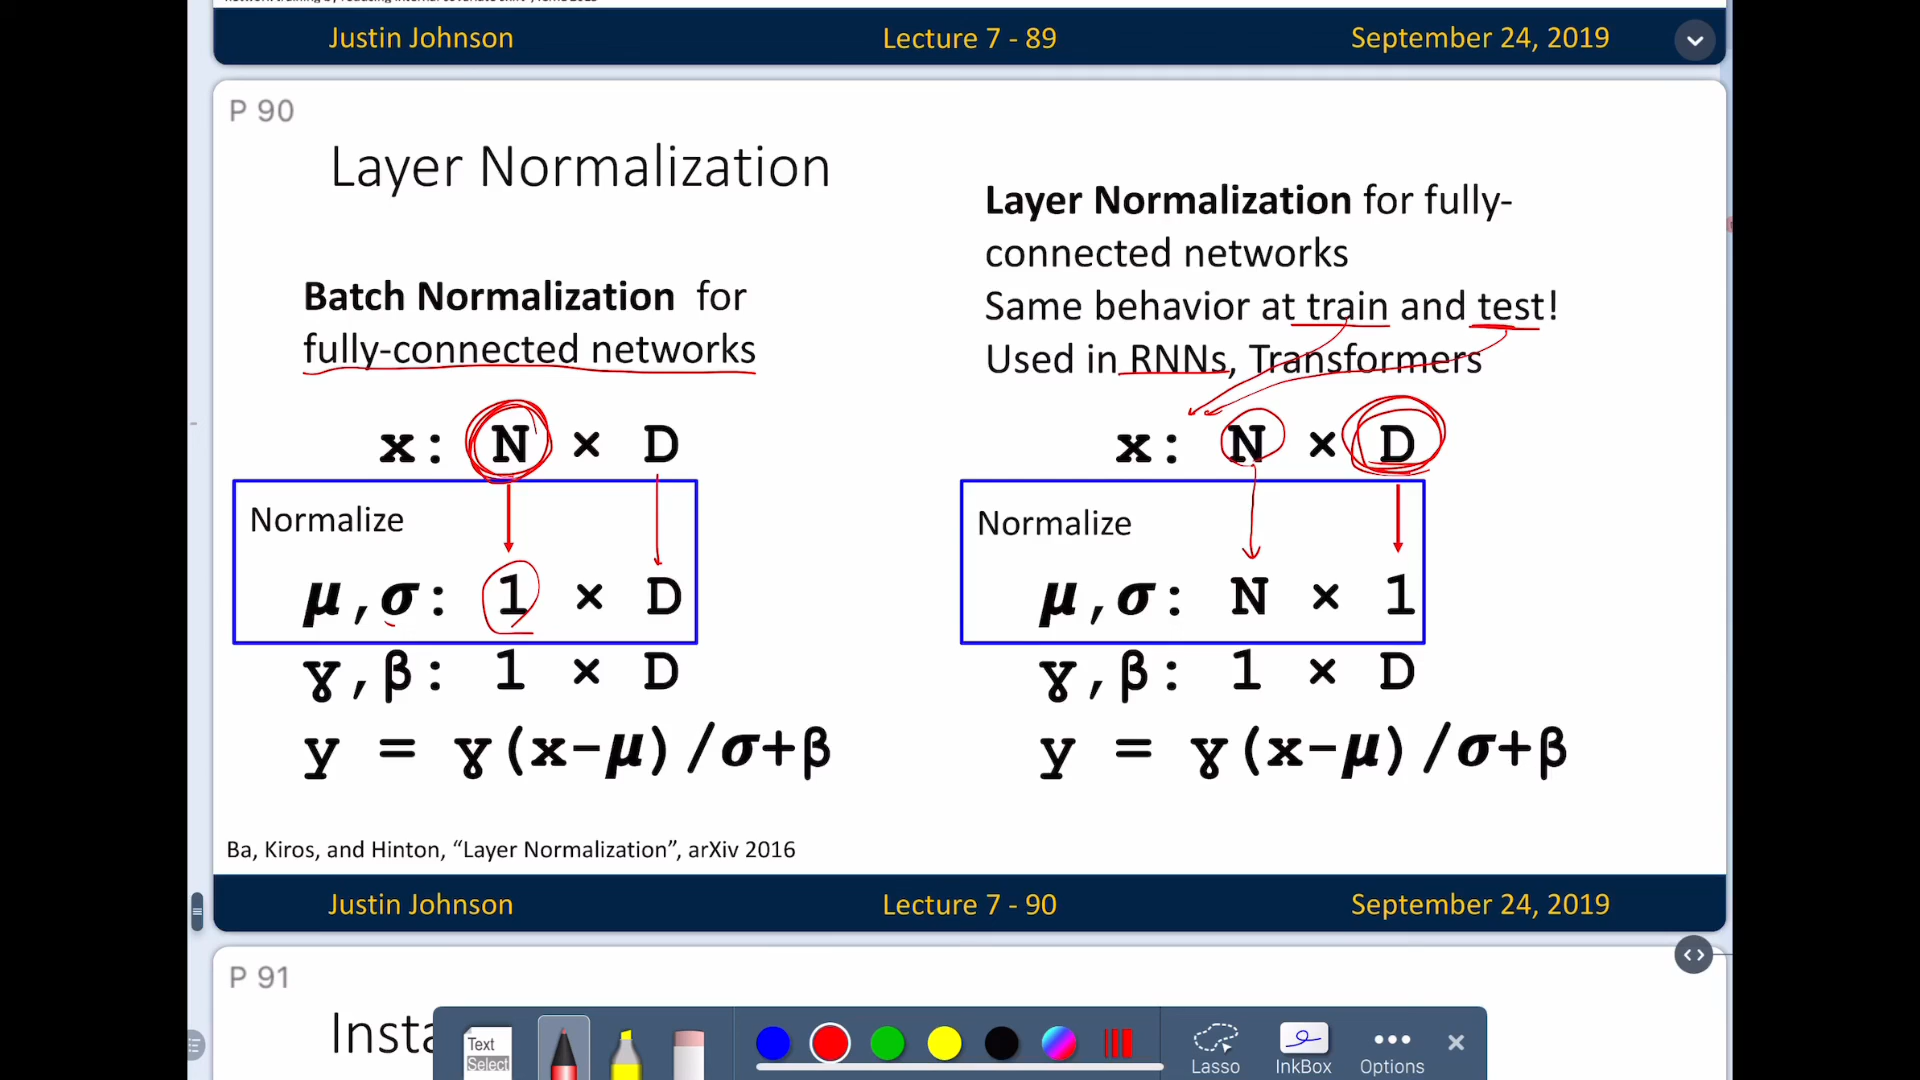 Justin Johnson
Lecture 7 - 89
September 24, 2019
P 90
Layer Normalization
Batch Normalization for
fully-connected networks
x: N × D
Normalize
μ,σ: 1 × D
γ,β: 1 × D
y = γ(x-μ)/σ+β
Layer Normalization for fully-
connected networks
Same behavior at train and test!
Used in RNNs, Transformers
x: N × D
Normalize
μ,σ: N × 1
γ,β: 1 × D
y = γ(x-μ)/σ+β
Ba, Kiros, and Hinton, “Layer Normalization”, arXiv 2016
Justin Johnson
Lecture 7 - 90
September 24, 2019
P 91
Insta
Text
Select
Lasso
InkBox
Options